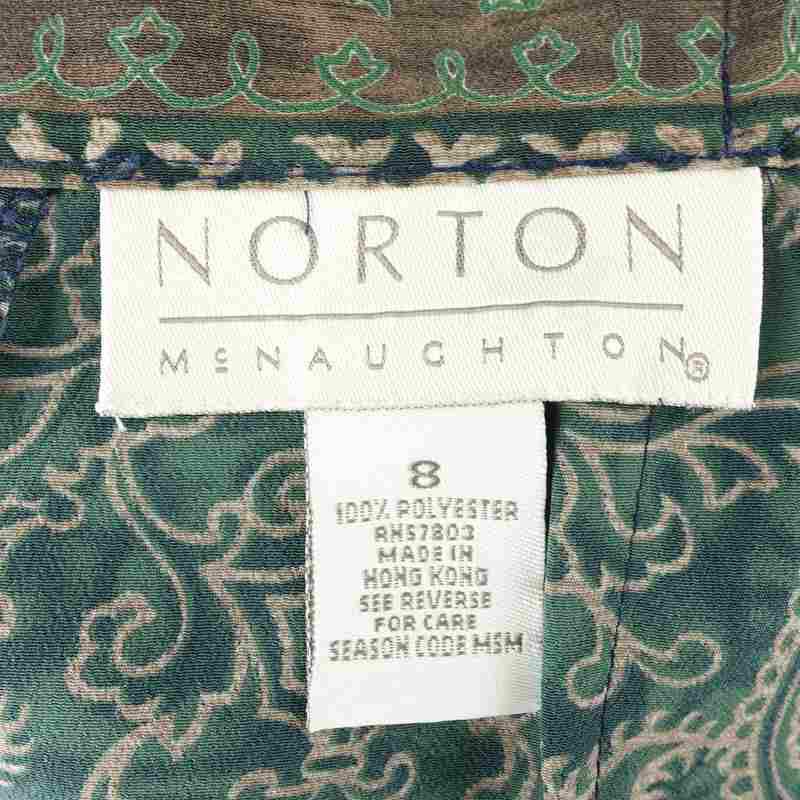 NORTON
McNAUGHTON®
8
100% POLYESTER
RN57803
MADE IN
HONG KONG
SEE REVERSE
FOR CARE
SEASON CODE MSM